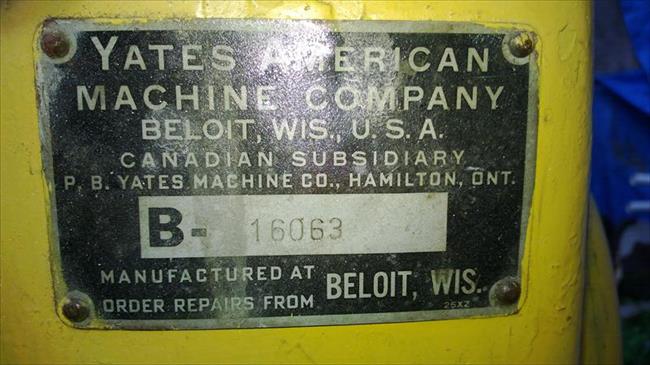 YATES AMERICAN
MACHINE COMPANY
BELOIT, WIS., U. S. A.
CANADIAN SUBSIDIARY
P. B. YATES MACHINE CO., HAMILTON, ONT.
B- 16063
MANUFACTURED AT
ORDER REPAIRS FROM
BELOIT, WIS.
25XZ